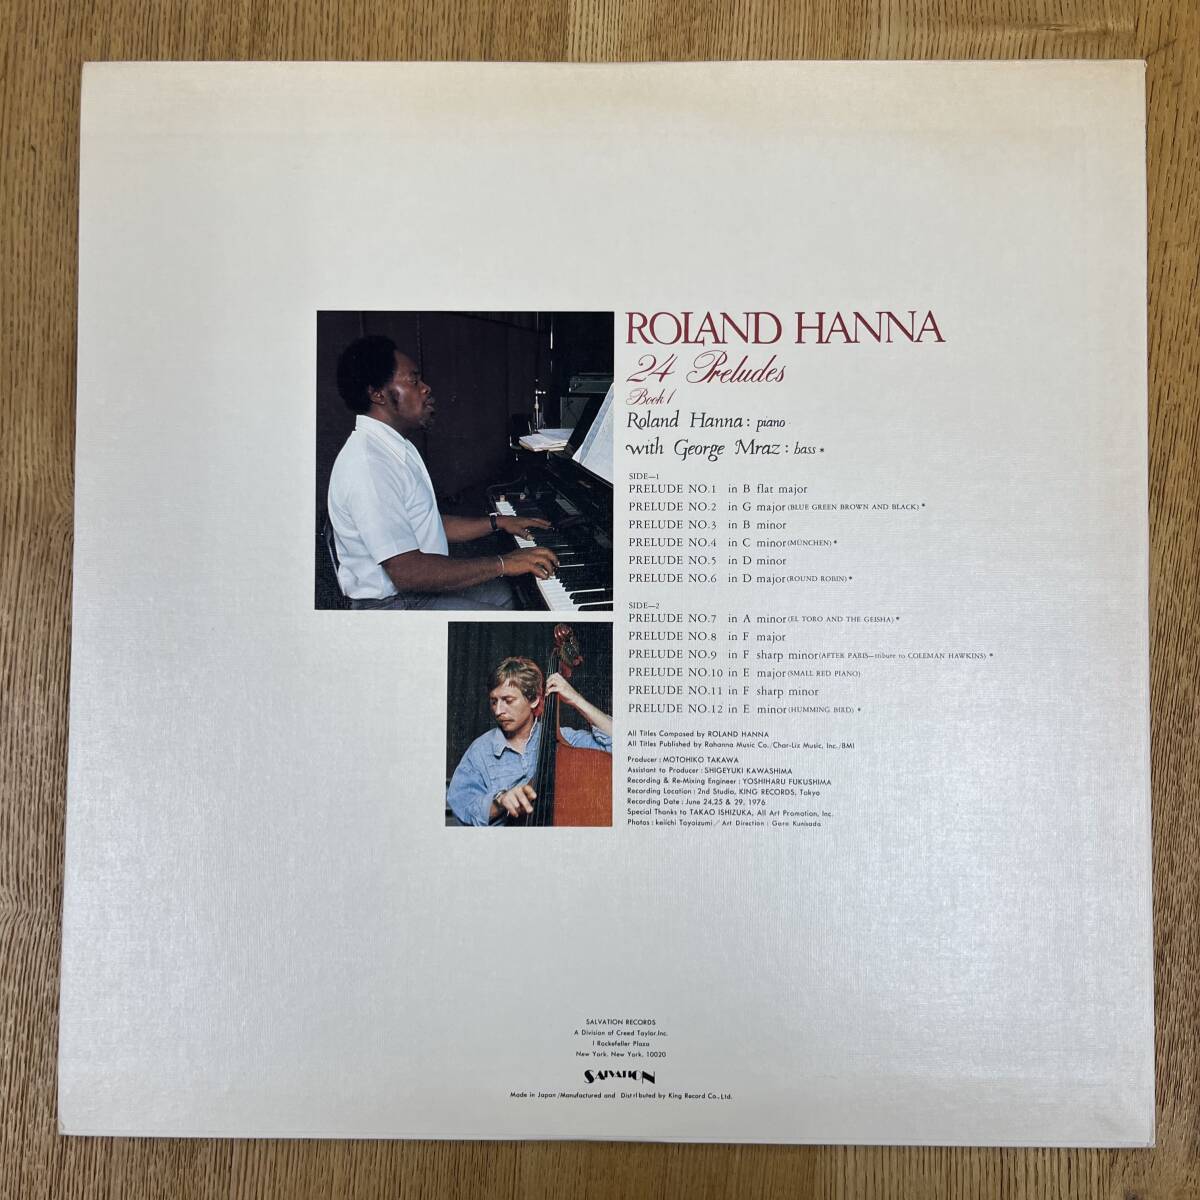 ROLAND HANNA
24 Preludes
Book 1
Roland Hanna: piano
with George Mraz: bass *
SIDE—1
PRELUDE NO.1 in B flat major
PRELUDE NO.2 in G major (BLUE GREEN BROWN AND BLACK) *
PRELUDE NO.3 in B minor
PRELUDE NO.4 in C minor (MÜNCHEN) *
PRELUDE NO.5 in D minor
PRELUDE NO.6 in D major (ROUND ROBIN) *
SIDE—2
PRELUDE NO.7 in A minor (EL TORO AND THE GEISHA) *
PRELUDE NO.8 in F major
PRELUDE NO.9 in F sharp minor (AFTER PARIS—tribute to COLEMAN HAWKINS) *
PRELUDE NO.10 in E major (SMALL RED PIANO)
PRELUDE NO.11 in F sharp minor
PRELUDE NO.12 in E minor (HUMMING BIRD) *
All Titles Composed by ROLAND HANNA
All Titles Published by Rahanna Music Co./Char-Liz Music, Inc./BMI
Producer: MOTOHIKO TAKAWA
Assistant to Producer: SHIGEYUKI KAWASHIMA
Recording & Re-Mixing Engineer: YOSHIHARU FUKUSHIMA
Recording Location: 2nd Studio, KING RECORDS, Tokyo
Recording Date: June 24,25 & 29, 1976
Special Thanks to TAKAO ISHIZUKA, All Art Promotion, Inc.
Photos: keiichi Toyoizumi / Art Direction: Goro Kunisada
SALVATION RECORDS
A Division of Creed Taylor,Inc.
1 Rockefeller Plaza
New York, New York, 10020
SALVATION
Made in Japan/Manufactured and Distributed by King Record Co.,Ltd.